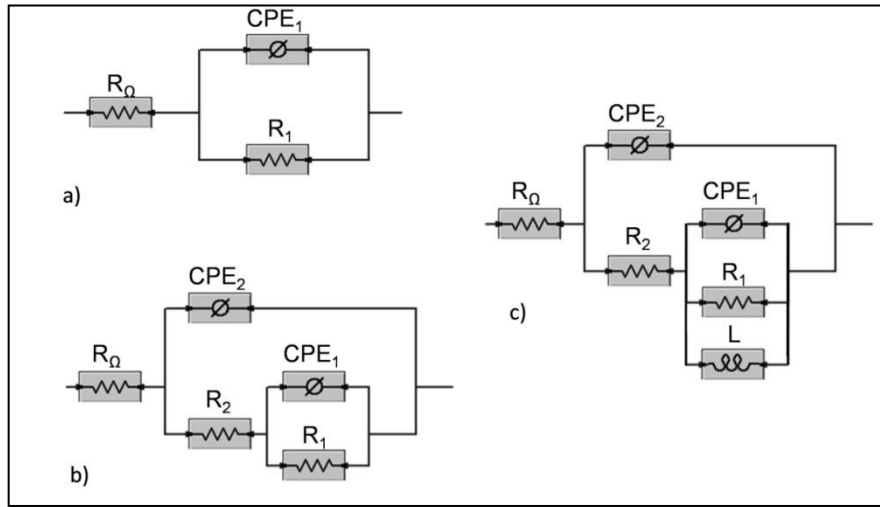 CPE₁
R_Ω
R₁
a)
CPE₂
R_Ω
CPE₁
R₂
R₁
b)
CPE₂
R_Ω
CPE₁
R₂
R₁
L
c)